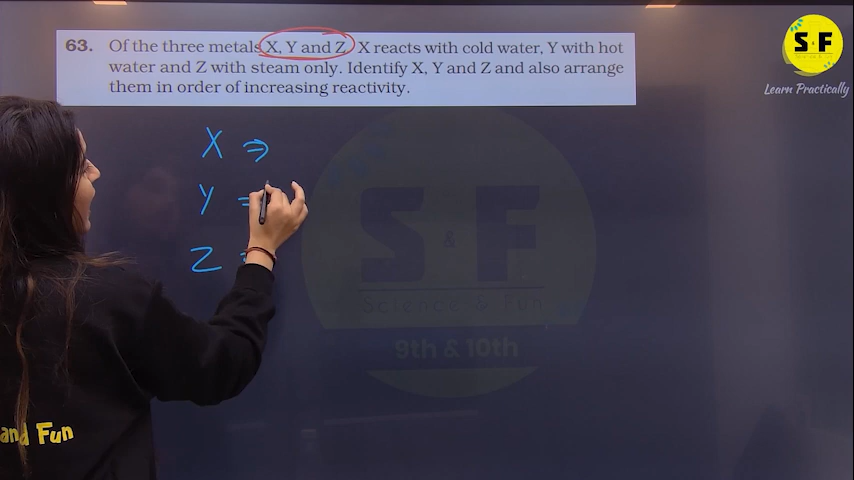 63. Of the three metals X, Y and Z, X reacts with cold water, Y with hot
water and Z with steam only. Identify X, Y and Z and also arrange
them in order of increasing reactivity.
S&F
Learn Practically
X ⇒
Y =
Z
S & F
Science & Fun
9th & 10th
and Fun